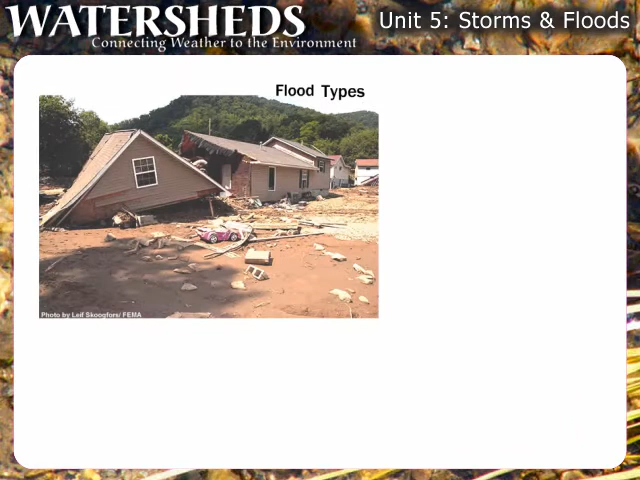 WATERSHEDS
Connecting Weather to the Environment
Unit 5: Storms & Floods
Flood Types
Photo by Leif Skoogfors/ FEMA